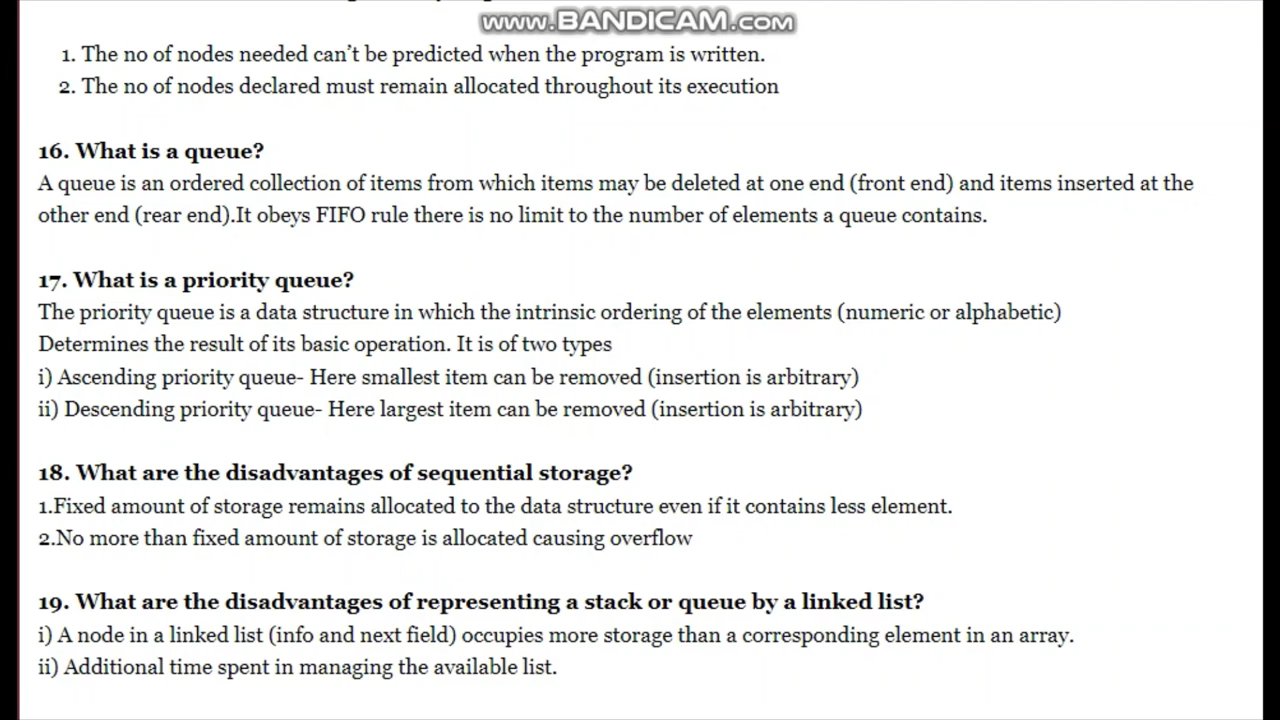 www.BANDICAM.com
1. The no of nodes needed can’t be predicted when the program is written.
2. The no of nodes declared must remain allocated throughout its execution
16. What is a queue?
A queue is an ordered collection of items from which items may be deleted at one end (front end) and items inserted at the
other end (rear end).It obeys FIFO rule there is no limit to the number of elements a queue contains.
17. What is a priority queue?
The priority queue is a data structure in which the intrinsic ordering of the elements (numeric or alphabetic)
Determines the result of its basic operation. It is of two types
i) Ascending priority queue- Here smallest item can be removed (insertion is arbitrary)
ii) Descending priority queue- Here largest item can be removed (insertion is arbitrary)
18. What are the disadvantages of sequential storage?
1.Fixed amount of storage remains allocated to the data structure even if it contains less element.
2.No more than fixed amount of storage is allocated causing overflow
19. What are the disadvantages of representing a stack or queue by a linked list?
i) A node in a linked list (info and next field) occupies more storage than a corresponding element in an array.
ii) Additional time spent in managing the available list.